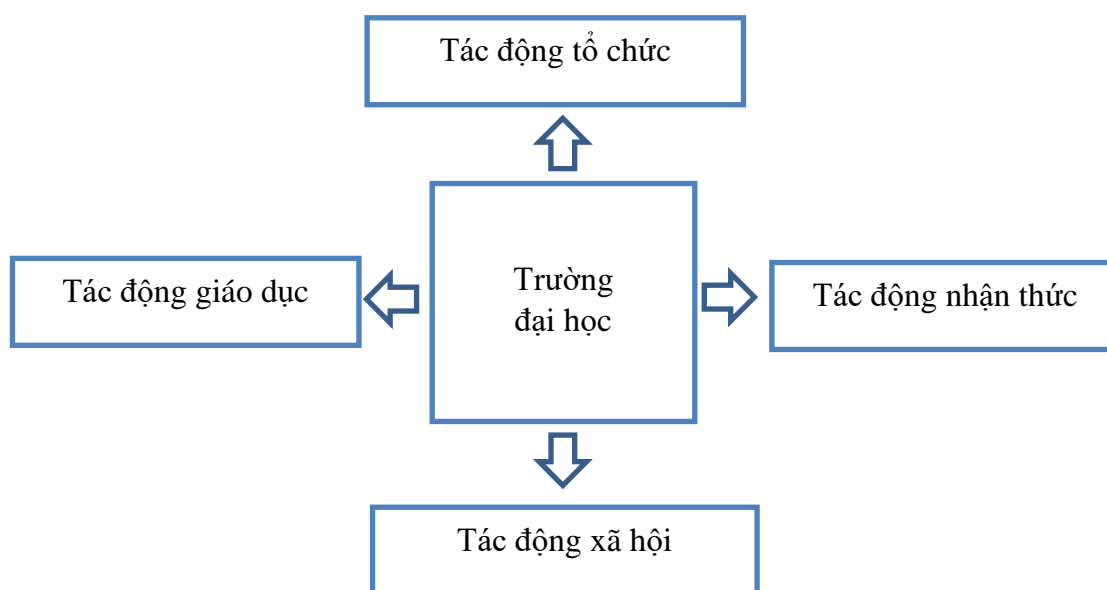 Tác động tổ chức
Tác động giáo dục
Trường
đại học
Tác động nhận thức
Tác động xã hội